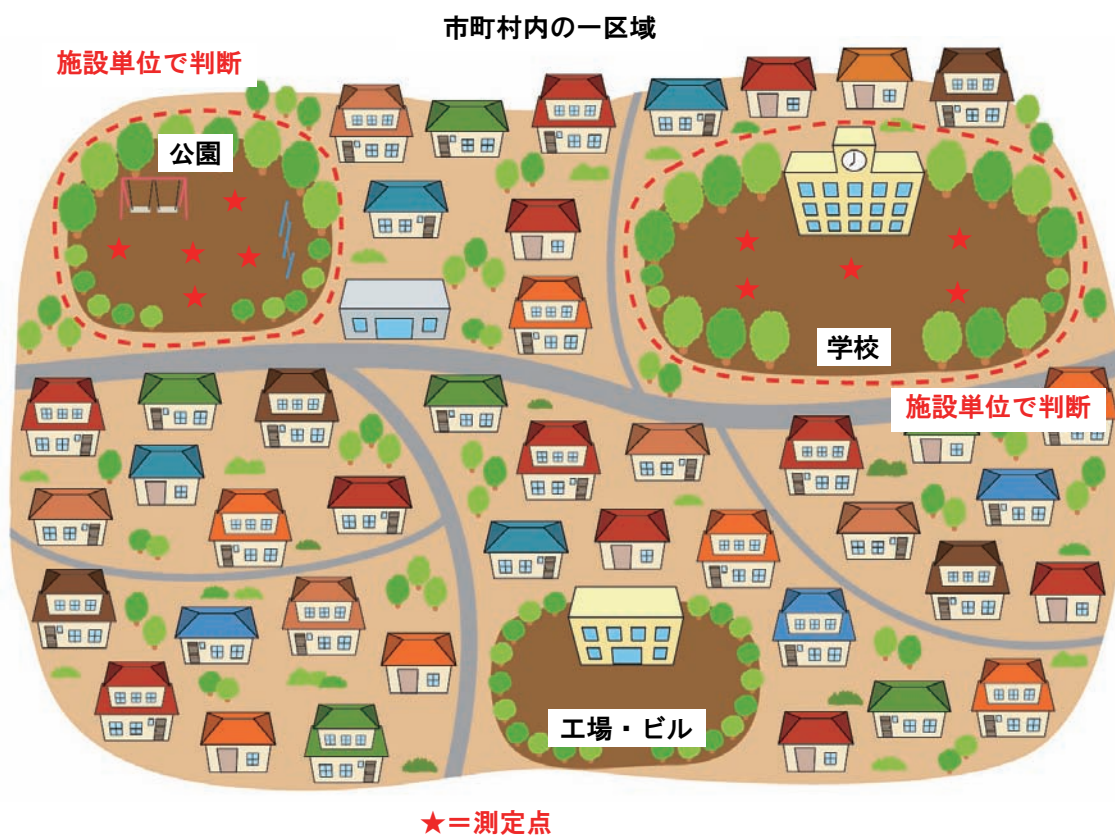 市町村内の一区域
施設単位で判断
公園
学校
施設単位で判断
工場・ビル
★＝測定点